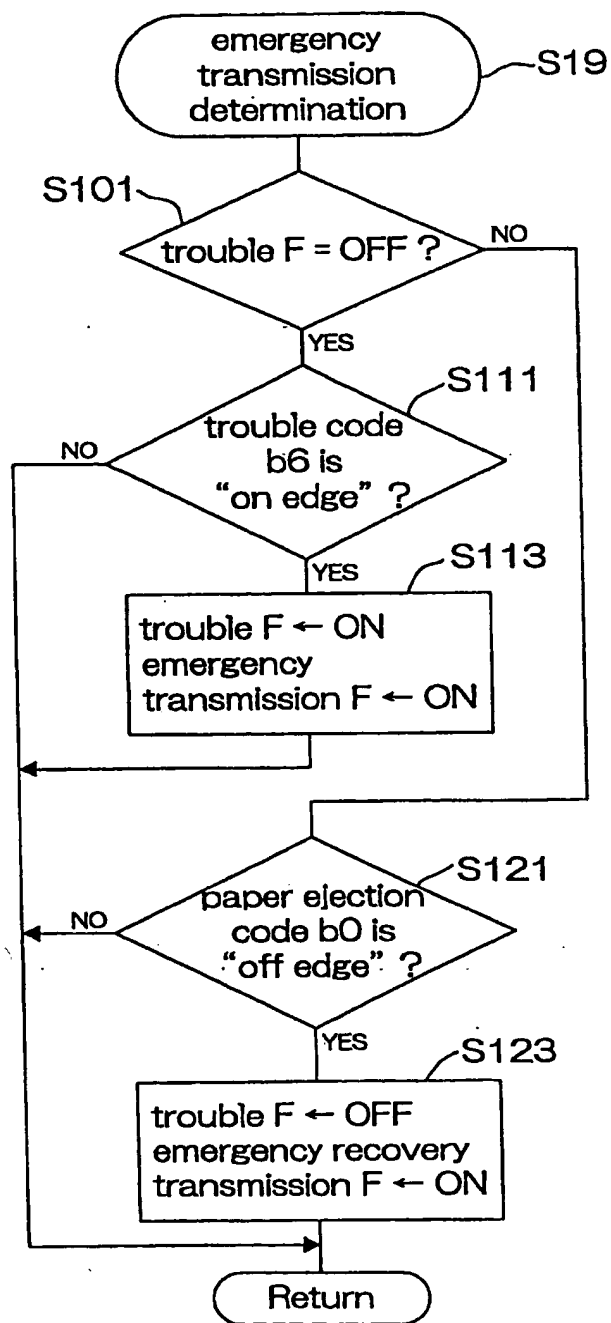 emergency
transmission
determination
S19
S101
trouble F = OFF ?
NO
YES
S111
trouble code
b6 is
“on edge” ?
NO
YES
S113
trouble F ← ON
emergency
transmission F ← ON
S121
paper ejection
code b0 is
“off edge” ?
NO
YES
S123
trouble F ← OFF
emergency recovery
transmission F ← ON
Return